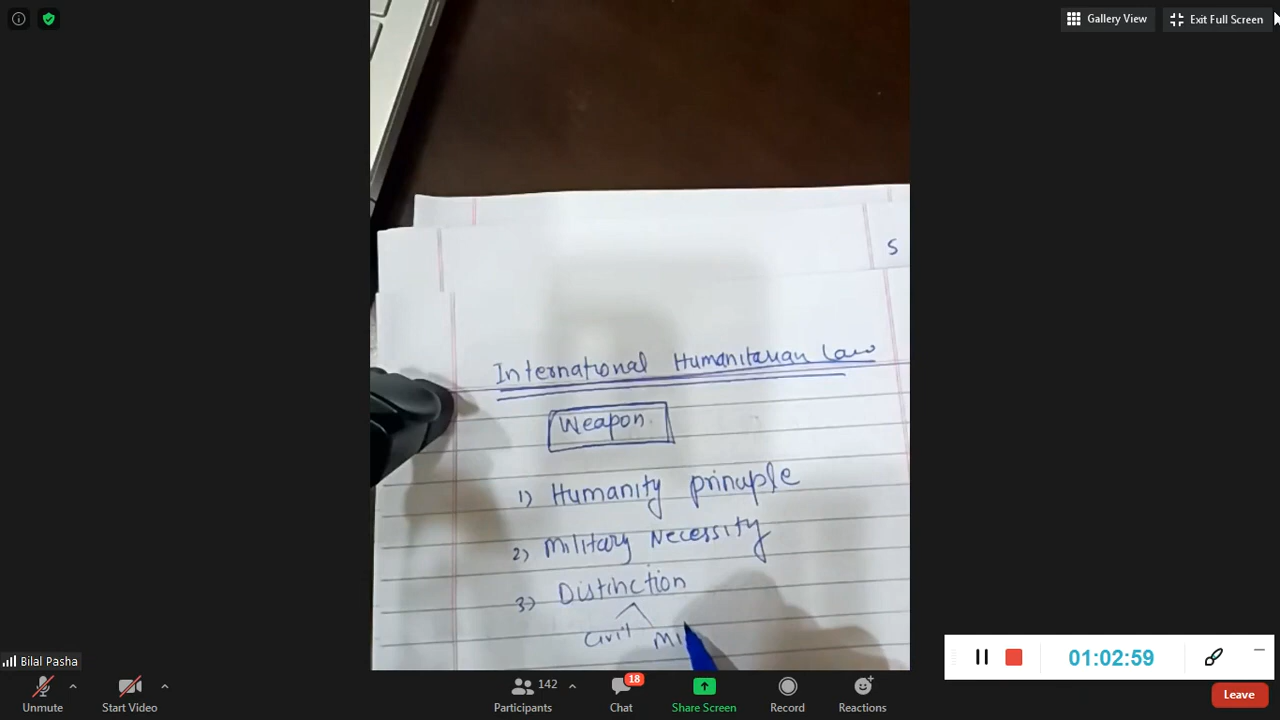 Gallery View
Exit Full Screen
S
International Humanitarian Law
Weapon
1) Humanity principle
2) Military Necessity
3) Distinction
Civil Mi
Bilal Pasha
01:02:59
142
18
Unmute
Start Video
Participants
Chat
Share Screen
Record
Reactions
Leave